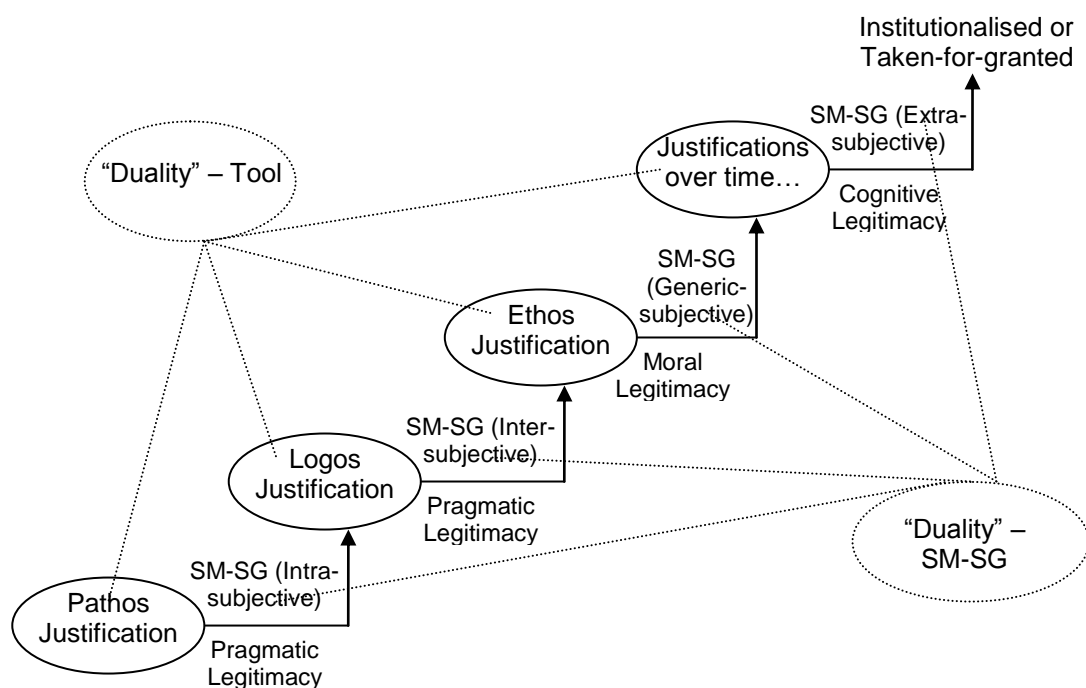 Institutionalised or
Taken-for-granted
SM-SG (Extra-
subjective)
“Duality” – Tool
Justifications
over time…
Cognitive
Legitimacy
SM-SG
(Generic-
subjective)
Ethos
Justification
Moral
Legitimacy
SM-SG (Inter-
subjective)
Logos
Justification
Pragmatic
Legitimacy
“Duality” –
SM-SG
SM-SG (Intra-
subjective)
Pathos
Justification
Pragmatic
Legitimacy